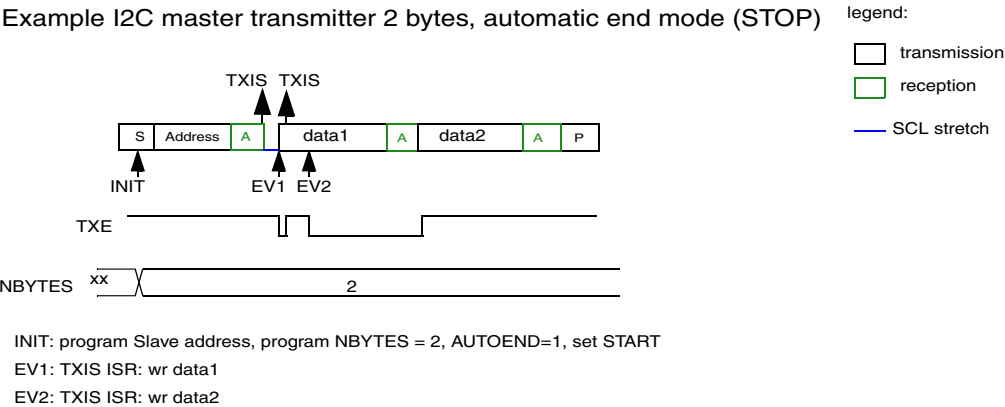 Example I2C master transmitter 2 bytes, automatic end mode (STOP)
legend:
transmission
reception
SCL stretch
TXIS TXIS
S Address A data1 A data2 A P
INIT EV1 EV2
TXE
NBYTES xx 2
INIT: program Slave address, program NBYTES = 2, AUTOEND=1, set START
EV1: TXIS ISR: wr data1
EV2: TXIS ISR: wr data2